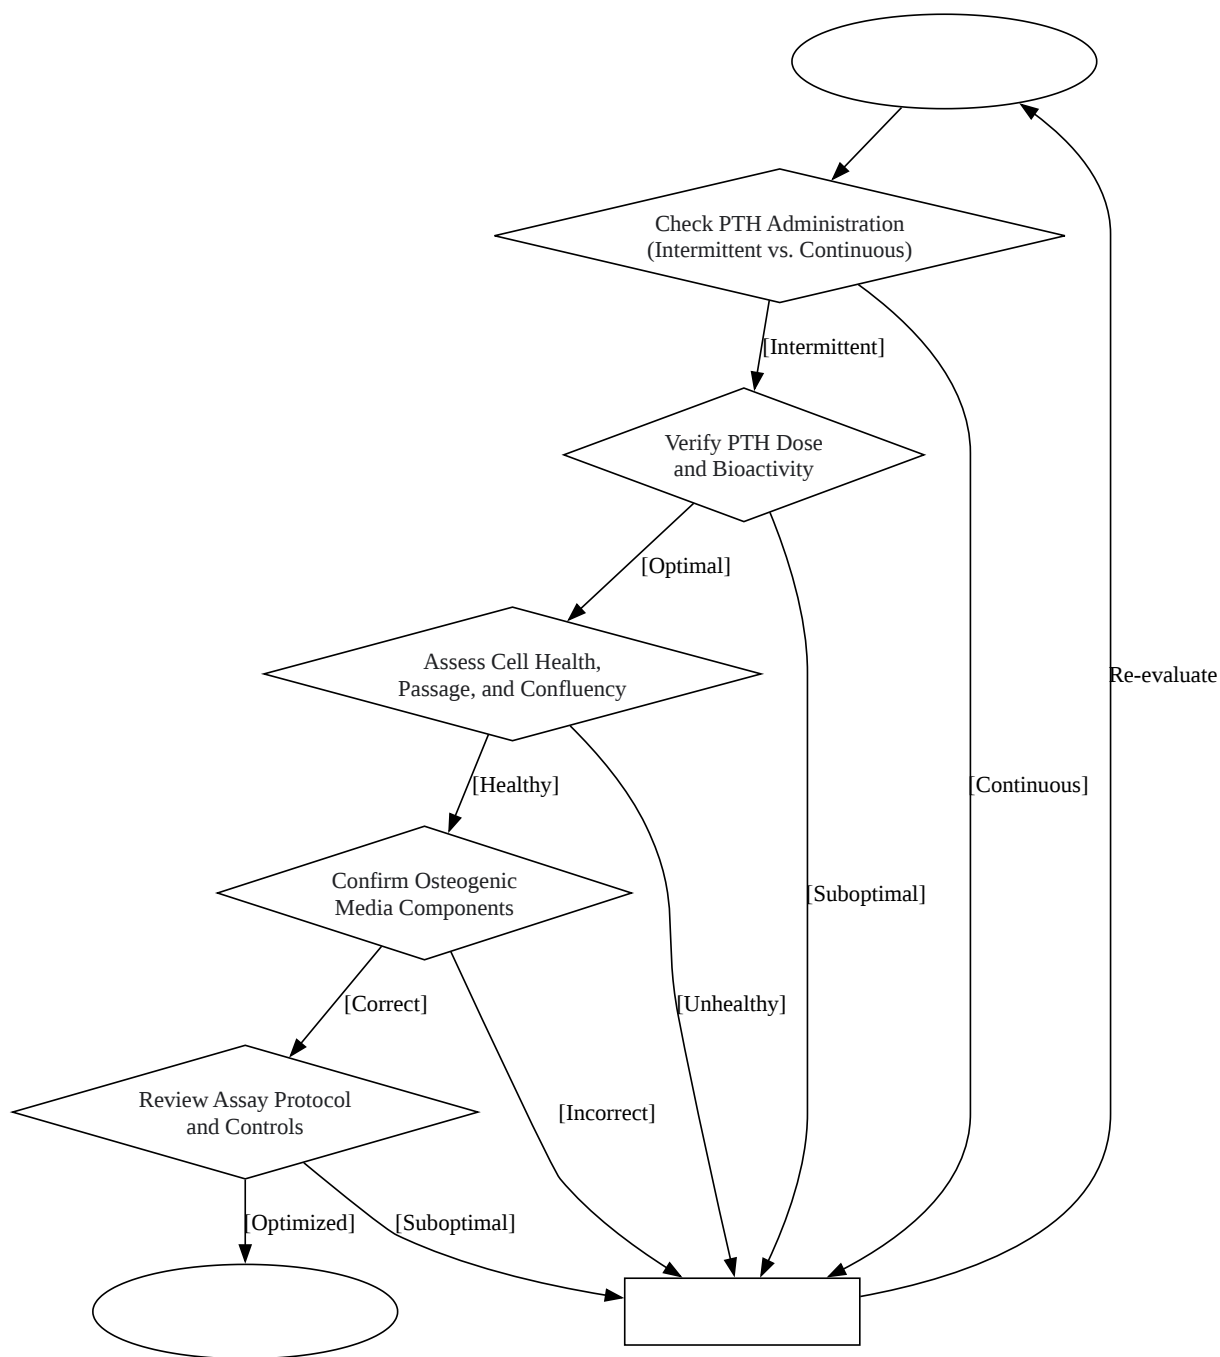 Check PTH Administration
(Intermittent vs. Continuous)
[Intermittent]
Verify PTH Dose
and Bioactivity
[Optimal]
Assess Cell Health,
Passage, and Confluency
Re-evaluate
[Healthy]
[Continuous]
Confirm Osteogenic
Media Components
[Suboptimal]
[Correct]
[Unhealthy]
Review Assay Protocol
and Controls
[Incorrect]
[Optimized]
[Suboptimal]